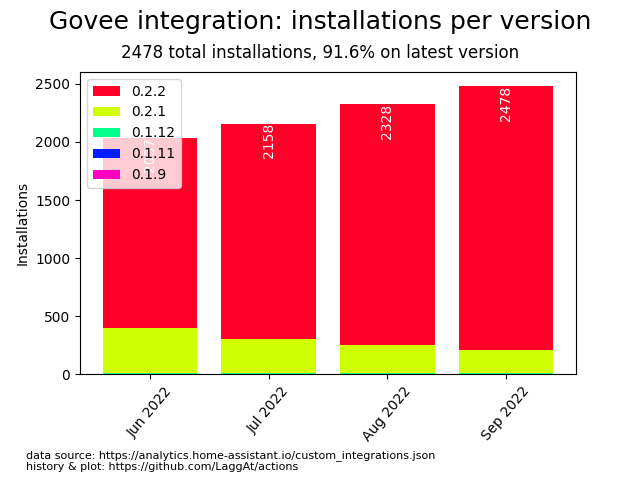 Govee integration: installations per version
2478 total installations, 91.6% on latest version
Installations
2500
2000
1500
1000
500
0
0.2.2
0.2.1
0.1.12
0.1.11
0.1.9
2158
2328
2478
Jun 2022
Jul 2022
Aug 2022
Sep 2022
data source: https://analytics.home-assistant.io/custom_integrations.json
history & plot: https://github.com/LaggAt/actions